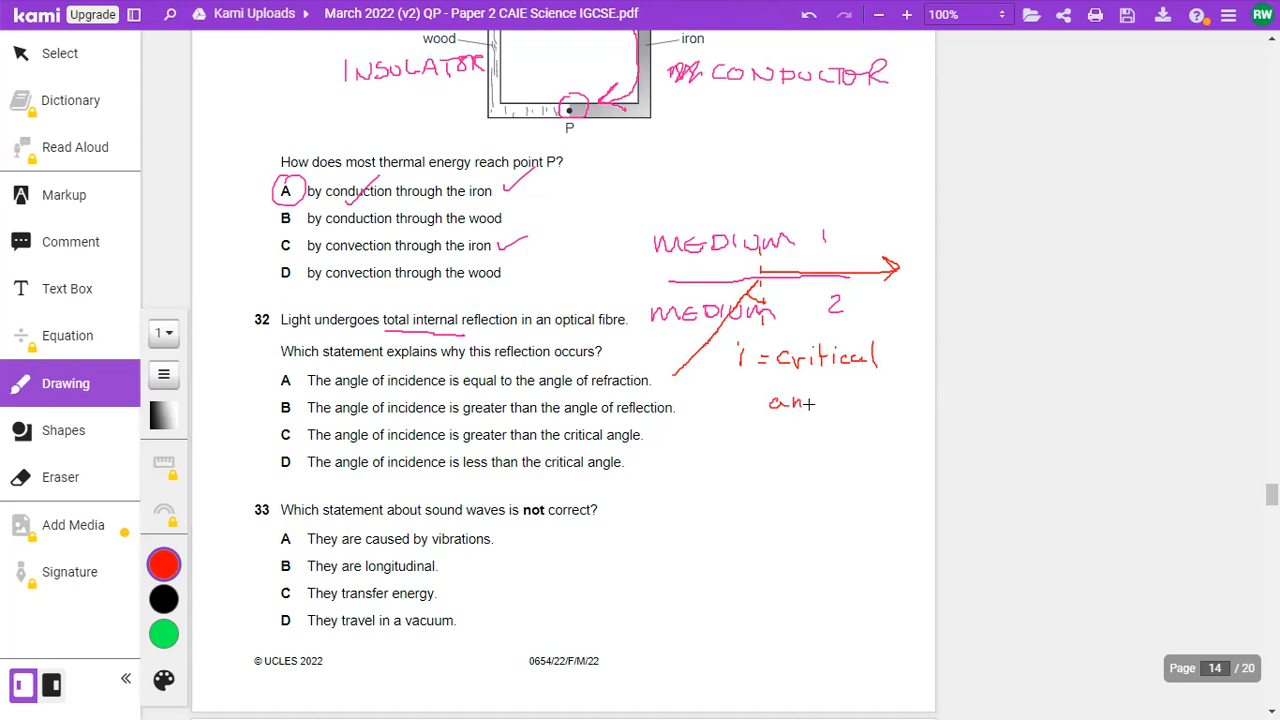 kami Upgrade Kami Uploads March 2022 (v2) QP - Paper 2 CAIE Science IGCSE.pdf 100% RW
Select
Dictionary
Read Aloud
Markup
Comment
Text Box
Equation
Drawing
Shapes
Eraser
Add Media
Signature
1
wood iron
INSULATOR CONDUCTOR
P
How does most thermal energy reach point P?
A by conduction through the iron
B by conduction through the wood
C by convection through the iron
D by convection through the wood
MEDIUM 1
MEDIUM 2
i = critical
an
32 Light undergoes total internal reflection in an optical fibre.
Which statement explains why this reflection occurs?
A The angle of incidence is equal to the angle of refraction.
B The angle of incidence is greater than the angle of reflection.
C The angle of incidence is greater than the critical angle.
D The angle of incidence is less than the critical angle.
33 Which statement about sound waves is not correct?
A They are caused by vibrations.
B They are longitudinal.
C They transfer energy.
D They travel in a vacuum.
© UCLES 2022 0654/22/F/M/22
Page 14 / 20